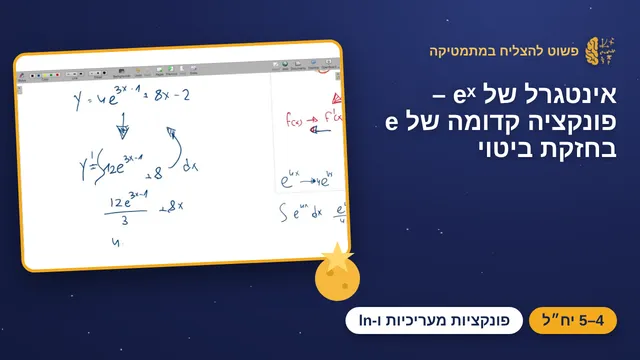 פשוט להצליח במתמטיקה
אינטגרל של eˣ –
פונקציה קדומה של e
בחזקת ביטוי
4–5 יח״ל
פונקציות מעריכיות ו-ln
y = 4e^{3x-1} + 8x - 2
y' = ∫12e^{3x-1} + 8 dx
12e^{3x-1}/3 + 8x
4
f(x) → f'(x)
e^{4x} → 4e^{4x}
∫ e^{4x} dx